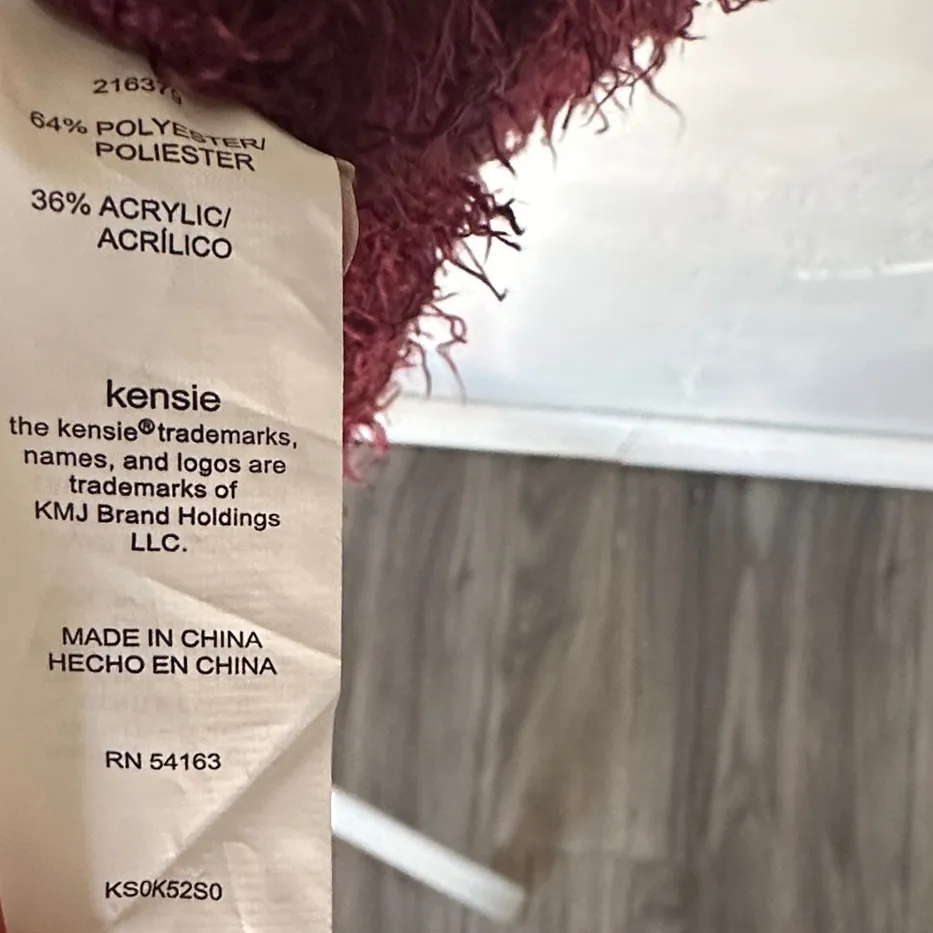 64% POLYESTER/
POLIESTER
36% ACRYLIC/
ACRÍLICO
kensie
the kensie® trademarks,
names, and logos are
trademarks of
KMJ Brand Holdings
LLC.
MADE IN CHINA
HECHO EN CHINA
RN 54163
KS0K52S0